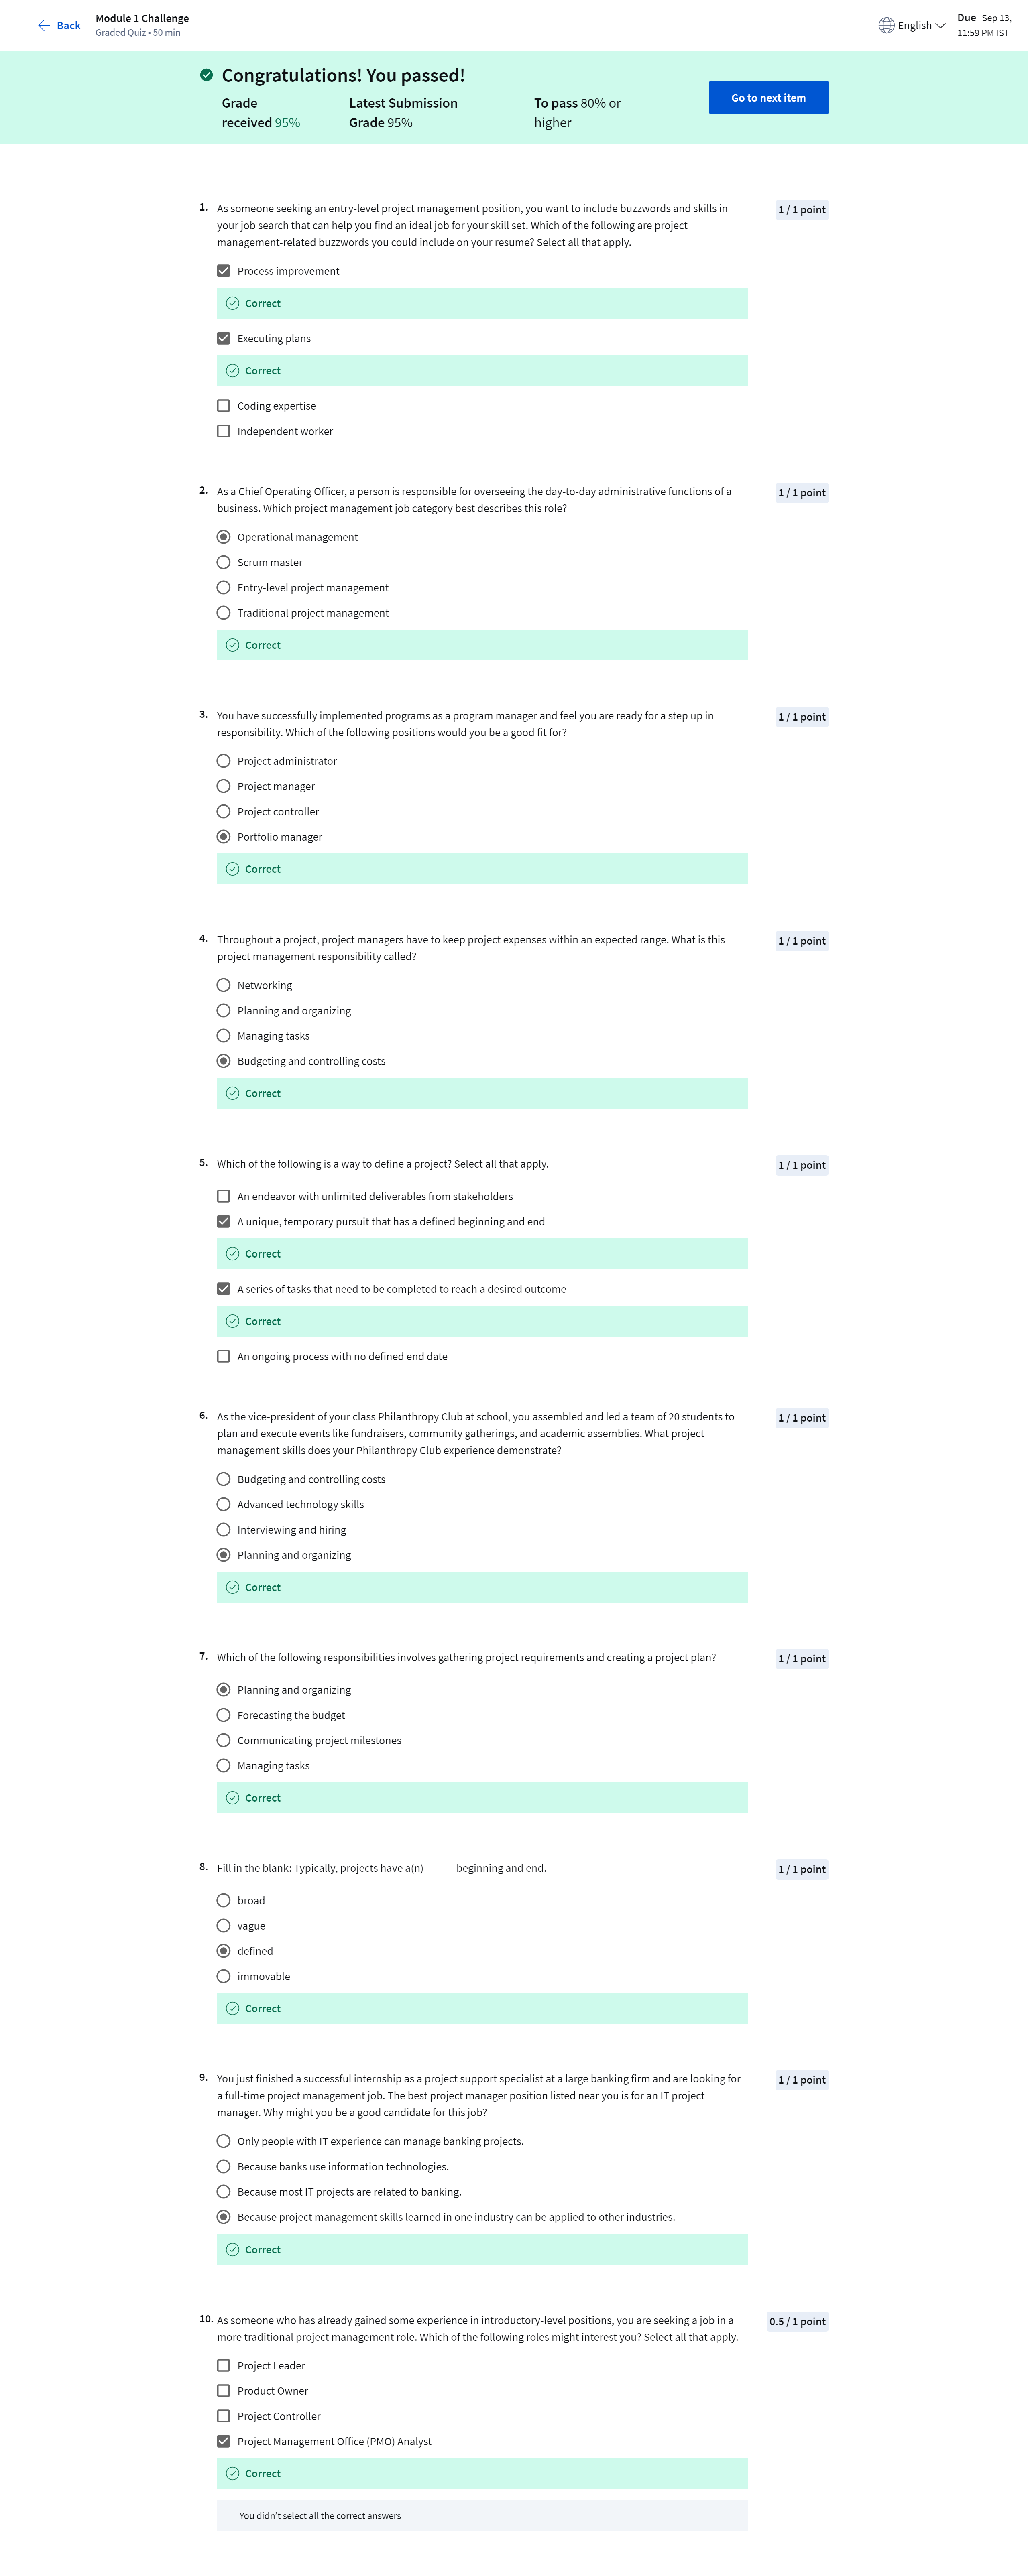 Back
Module 1 Challenge
Graded Quiz • 50 min
English
Due Sep 13,
11:59 PM IST
Congratulations! You passed!
Grade
received 95%
Latest Submission
Grade 95%
To pass 80% or
higher
Go to next item
1. As someone seeking an entry-level project management position, you want to include buzzwords and skills in
your job search that can help you find an ideal job for your skill set. Which of the following are project
management-related buzzwords you could include on your resume? Select all that apply.
1 / 1 point
Process improvement
Correct
Executing plans
Correct
Coding expertise
Independent worker
2. As a Chief Operating Officer, a person is responsible for overseeing the day-to-day administrative functions of a
business. Which project management job category best describes this role?
1 / 1 point
Operational management
Scrum master
Entry-level project management
Traditional project management
Correct
3. You have successfully implemented programs as a program manager and feel you are ready for a step up in
responsibility. Which of the following positions would you be a good fit for?
1 / 1 point
Project administrator
Project manager
Project controller
Portfolio manager
Correct
4. Throughout a project, project managers have to keep project expenses within an expected range. What is this
project management responsibility called?
1 / 1 point
Networking
Planning and organizing
Managing tasks
Budgeting and controlling costs
Correct
5. Which of the following is a way to define a project? Select all that apply.
1 / 1 point
An endeavor with unlimited deliverables from stakeholders
A unique, temporary pursuit that has a defined beginning and end
Correct
A series of tasks that need to be completed to reach a desired outcome
Correct
An ongoing process with no defined end date
6. As the vice-president of your class Philanthropy Club at school, you assembled and led a team of 20 students to
plan and execute events like fundraisers, community gatherings, and academic assemblies. What project
management skills does your Philanthropy Club experience demonstrate?
1 / 1 point
Budgeting and controlling costs
Advanced technology skills
Interviewing and hiring
Planning and organizing
Correct
7. Which of the following responsibilities involves gathering project requirements and creating a project plan?
1 / 1 point
Planning and organizing
Forecasting the budget
Communicating project milestones
Managing tasks
Correct
8. Fill in the blank: Typically, projects have a(n) _____ beginning and end.
1 / 1 point
broad
vague
defined
immovable
Correct
9. You just finished a successful internship as a project support specialist at a large banking firm and are looking for
a full-time project management job. The best project manager position listed near you is for an IT project
manager. Why might you be a good candidate for this job?
1 / 1 point
Only people with IT experience can manage banking projects.
Because banks use information technologies.
Because most IT projects are related to banking.
Because project management skills learned in one industry can be applied to other industries.
Correct
10. As someone who has already gained some experience in introductory-level positions, you are seeking a job in a
more traditional project management role. Which of the following roles might interest you? Select all that apply.
0.5 / 1 point
Project Leader
Product Owner
Project Controller
Project Management Office (PMO) Analyst
Correct
You didn't select all the correct answers